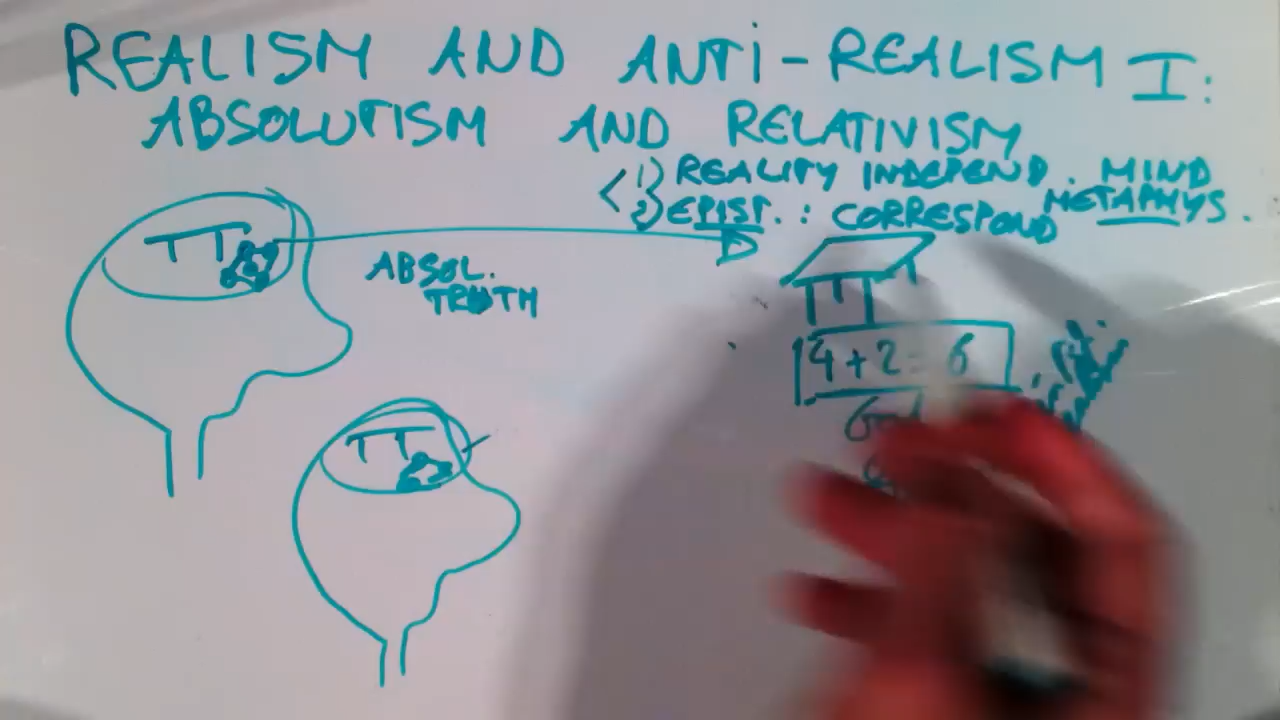 REALISM AND ANTI-REALISM I:
ABSOLUTISM AND RELATIVISM
1) REALITY INDEPEND. MIND
METAPHYS.
2) EPIST.: CORRESPOND
ABSOL.
TRUTH
4+2=6